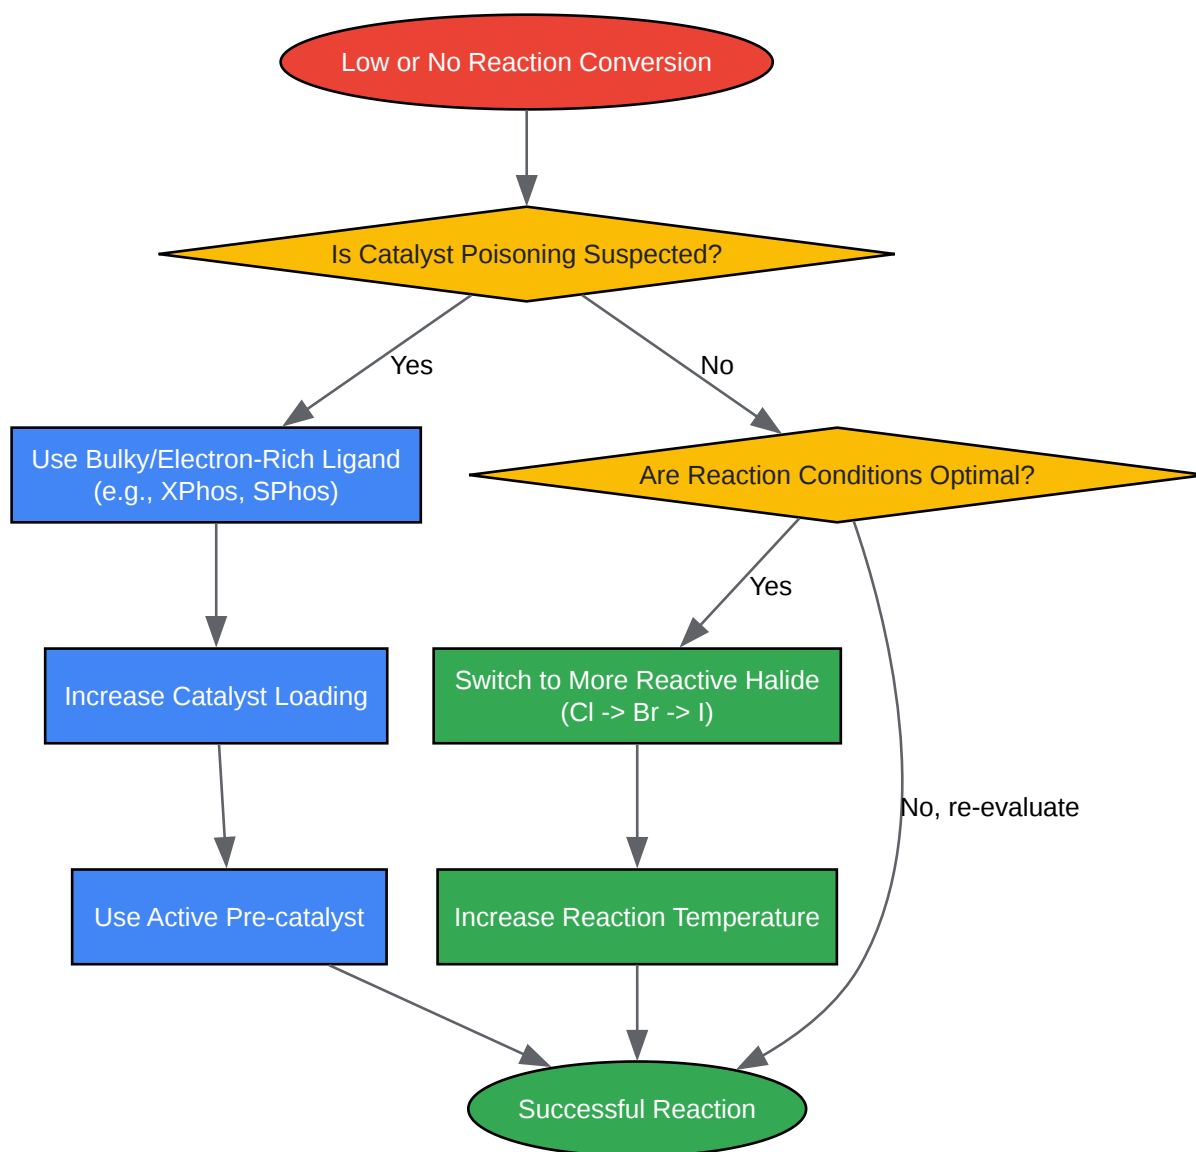 Low or No Reaction Conversion
Is Catalyst Poisoning Suspected?
Yes
No
Use Bulky/Electron-Rich Ligand
(e.g., XPhos, SPhos)
Are Reaction Conditions Optimal?
Yes
Increase Catalyst Loading
Switch to More Reactive Halide
(Cl -> Br -> I)
No, re-evaluate
Use Active Pre-catalyst
Increase Reaction Temperature
Successful Reaction